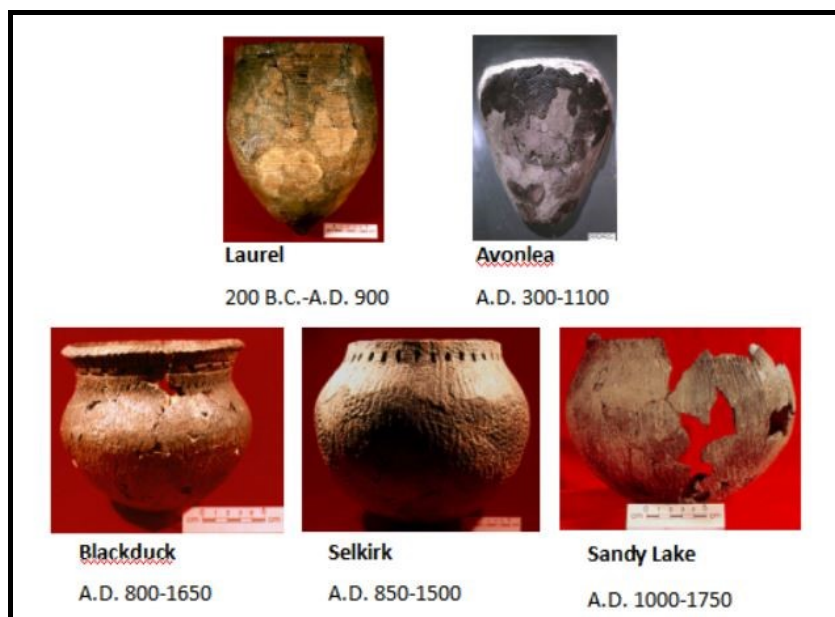 Laurel
Avonlea
200 B.C.-A.D. 900
A.D. 300-1100
Blackduck
Selkirk
Sandy Lake
A.D. 800-1650
A.D. 850-1500
A.D. 1000-1750